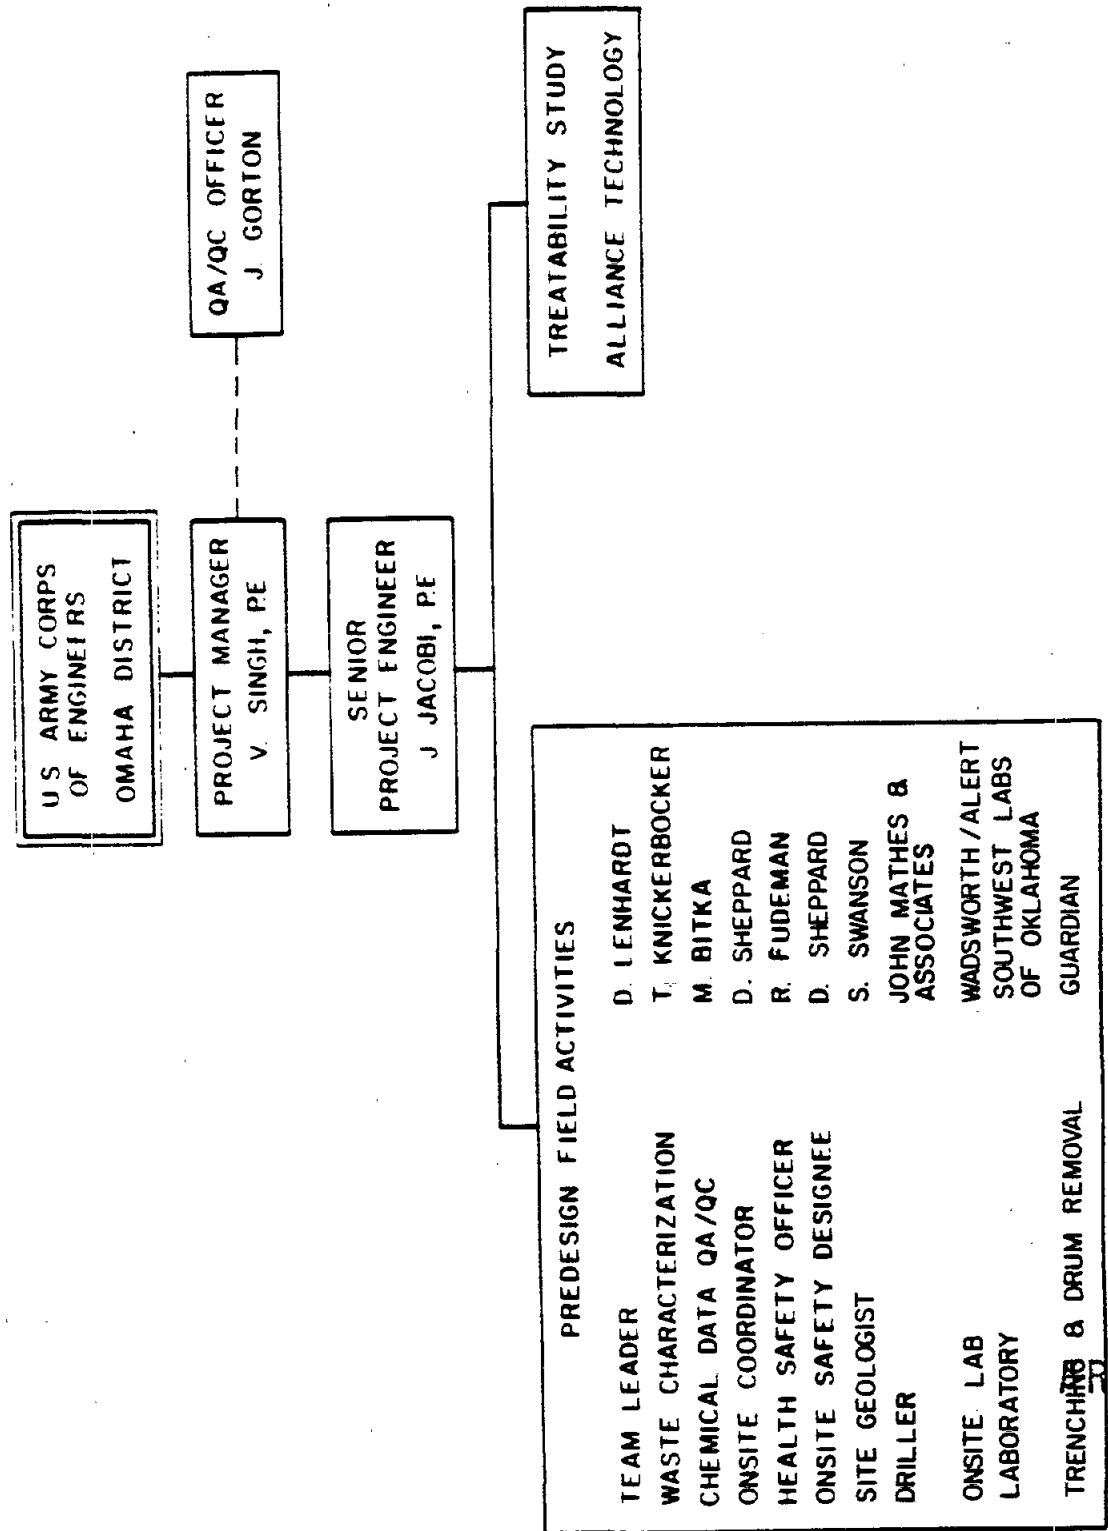 U S ARMY CORPS
OF ENGINEERS
OMAHA DISTRICT
PROJECT MANAGER
V. SINGH, P.E
QA/QC OFFICER
J. GORTON
SENIOR
PROJECT ENGINEER
J JACOBI, P.E
PREDESIGN FIELD ACTIVITIES
TEAM LEADER D. LENHARDT
WASTE CHARACTERIZATION T. KNICKERBOCKER
CHEMICAL DATA QA/QC M. BITKA
ONSITE COORDINATOR D. SHEPPARD
HEALTH SAFETY OFFICER R. FUDEMAN
ONSITE SAFETY DESIGNEE D. SHEPPARD
SITE GEOLOGIST S. SWANSON
DRILLER JOHN MATHES &
ASSOCIATES
ONSITE LAB WADSWORTH/ALERT
LABORATORY SOUTHWEST LABS
OF OKLAHOMA
TRENCHING & DRUM REMOVAL GUARDIAN
TREATABILITY STUDY
ALLIANCE TECHNOLOGY